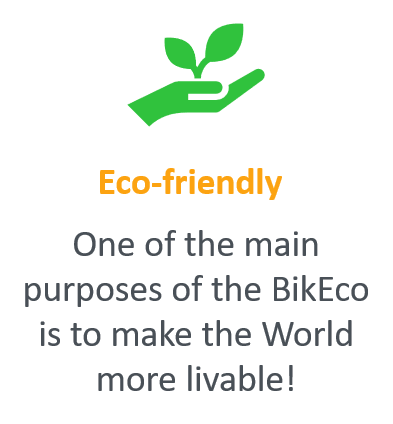 Eco-friendly
One of the main
purposes of the BikEco
is to make the World
more livable!